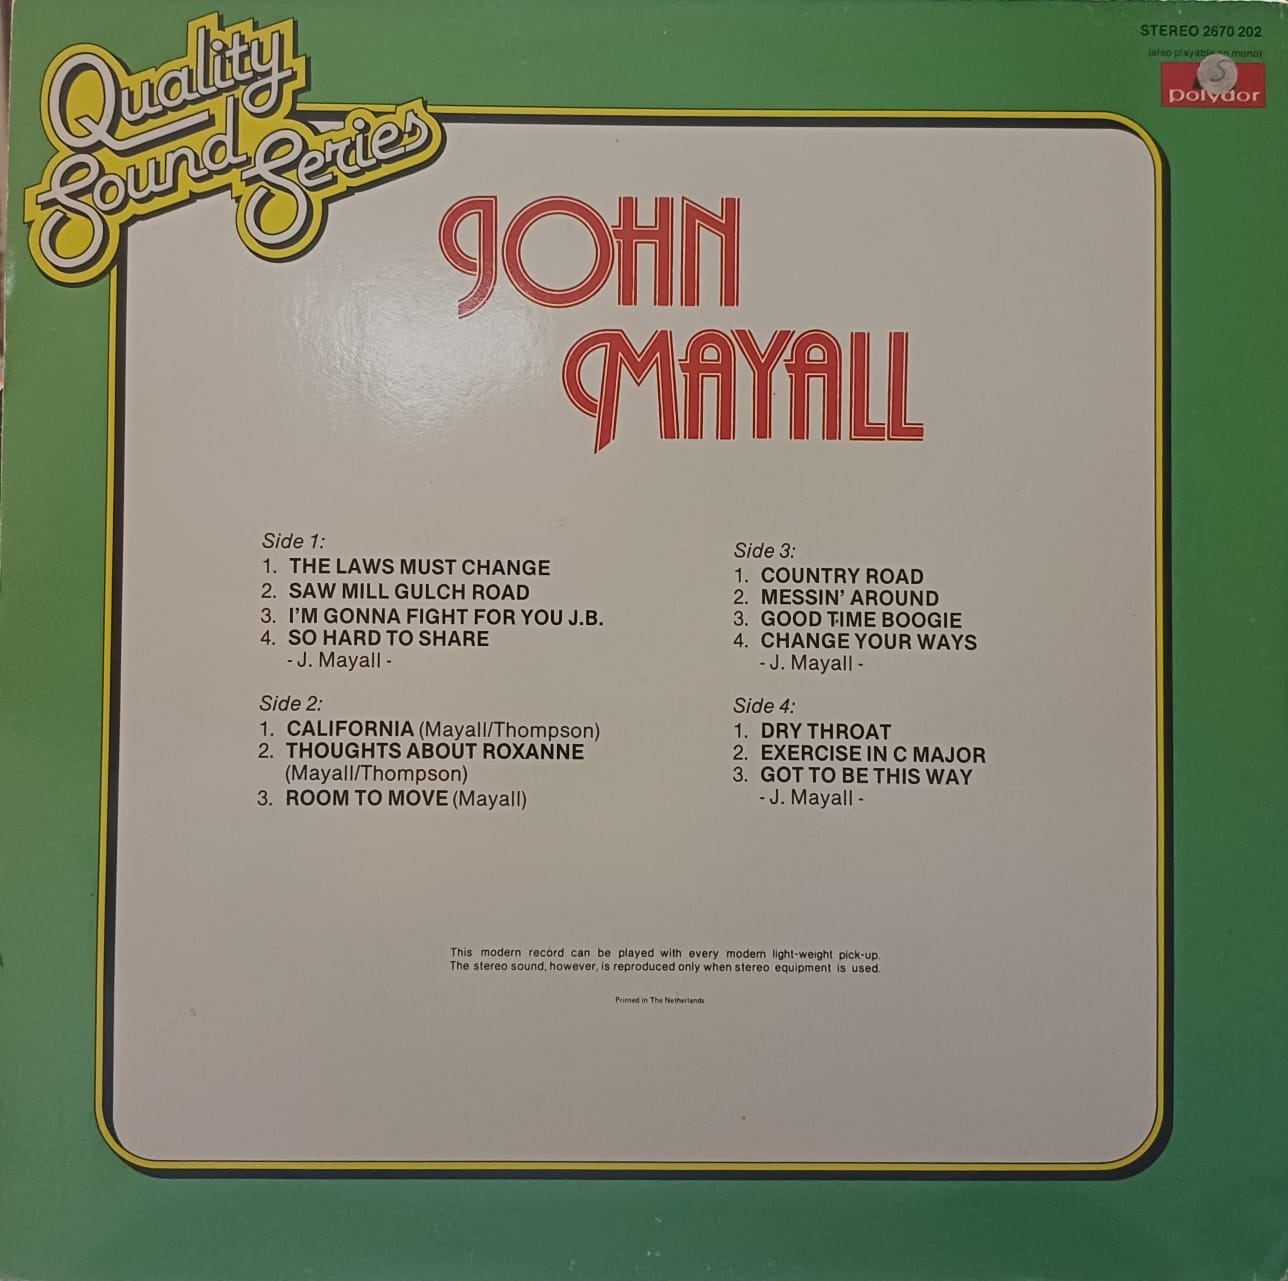 Quality
Sound Series
STEREO 2670 202
(also playable on mono)
S
polydor
JOHN
MAYALL
Side 1:
1. THE LAWS MUST CHANGE
2. SAW MILL GULCH ROAD
3. I'M GONNA FIGHT FOR YOU J.B.
4. SO HARD TO SHARE
- J. Mayall -
Side 2:
1. CALIFORNIA (Mayall/Thompson)
2. THOUGHTS ABOUT ROXANNE
(Mayall/Thompson)
3. ROOM TO MOVE (Mayall)
Side 3:
1. COUNTRY ROAD
2. MESSIN' AROUND
3. GOOD TIME BOOGIE
4. CHANGE YOUR WAYS
- J. Mayall -
Side 4:
1. DRY THROAT
2. EXERCISE IN C MAJOR
3. GOT TO BE THIS WAY
- J. Mayall -
This modern record can be played with every modern light-weight pick-up.
The stereo sound, however, is reproduced only when stereo equipment is used.
Printed in The Netherlands